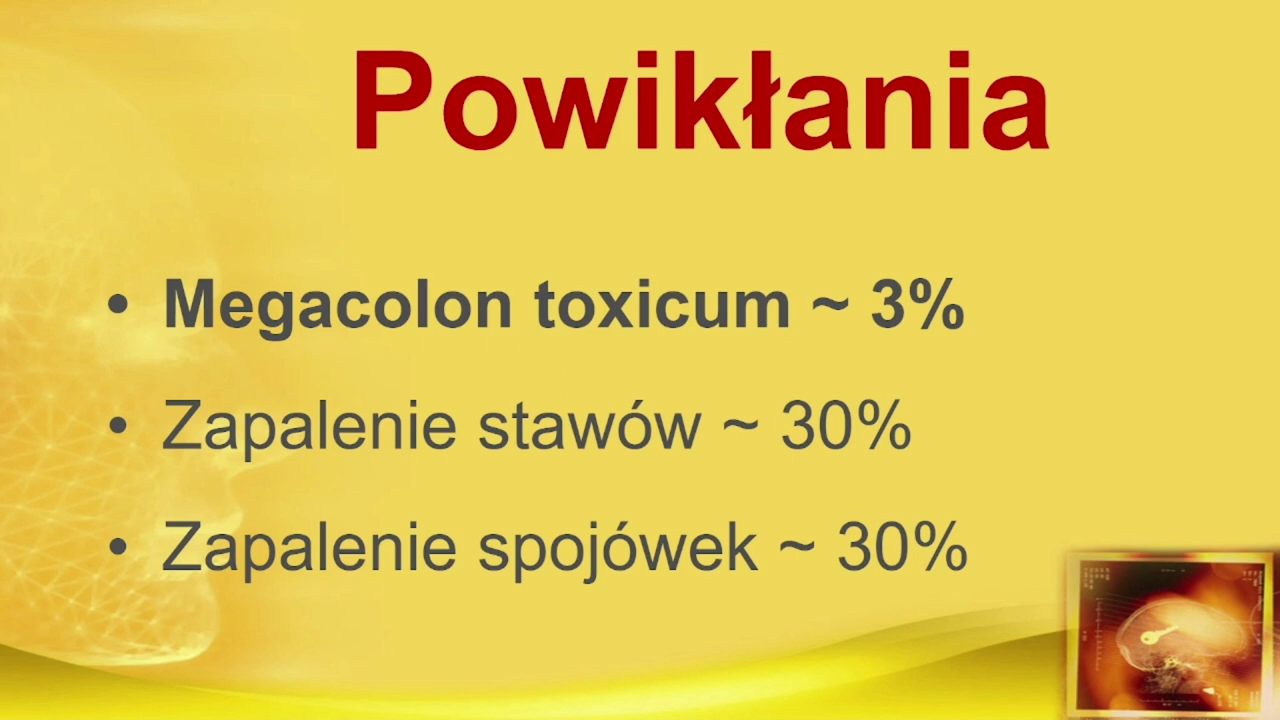 Powikłania
• Megacolon toxicum ~ 3%
• Zapalenie stawów ~ 30%
• Zapalenie spojówek ~ 30%